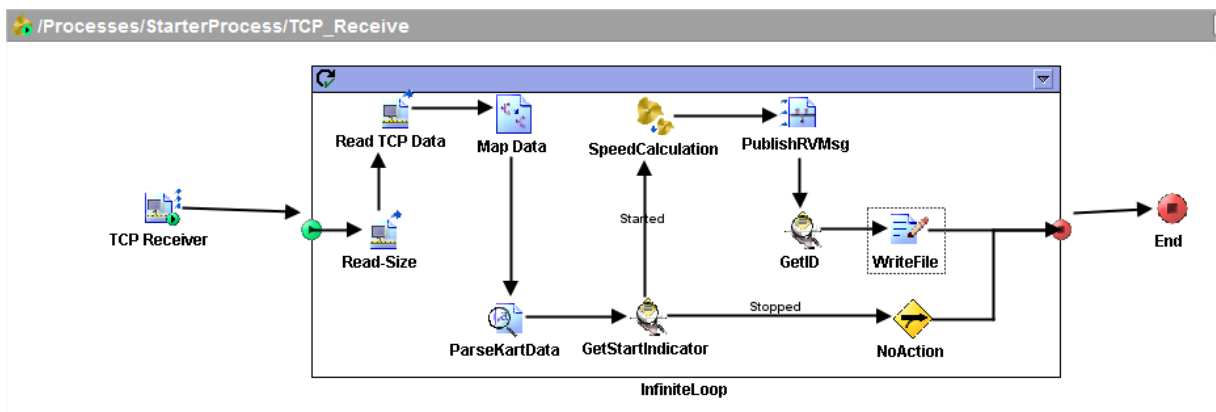 /Processes/StarterProcess/TCP_Receive
Read TCP Data
Map Data
SpeedCalculation
PublishRVMsg
Started
TCP Receiver
Read-Size
GetID
WriteFile
End
Stopped
ParseKartData
GetStartIndicator
NoAction
InfiniteLoop